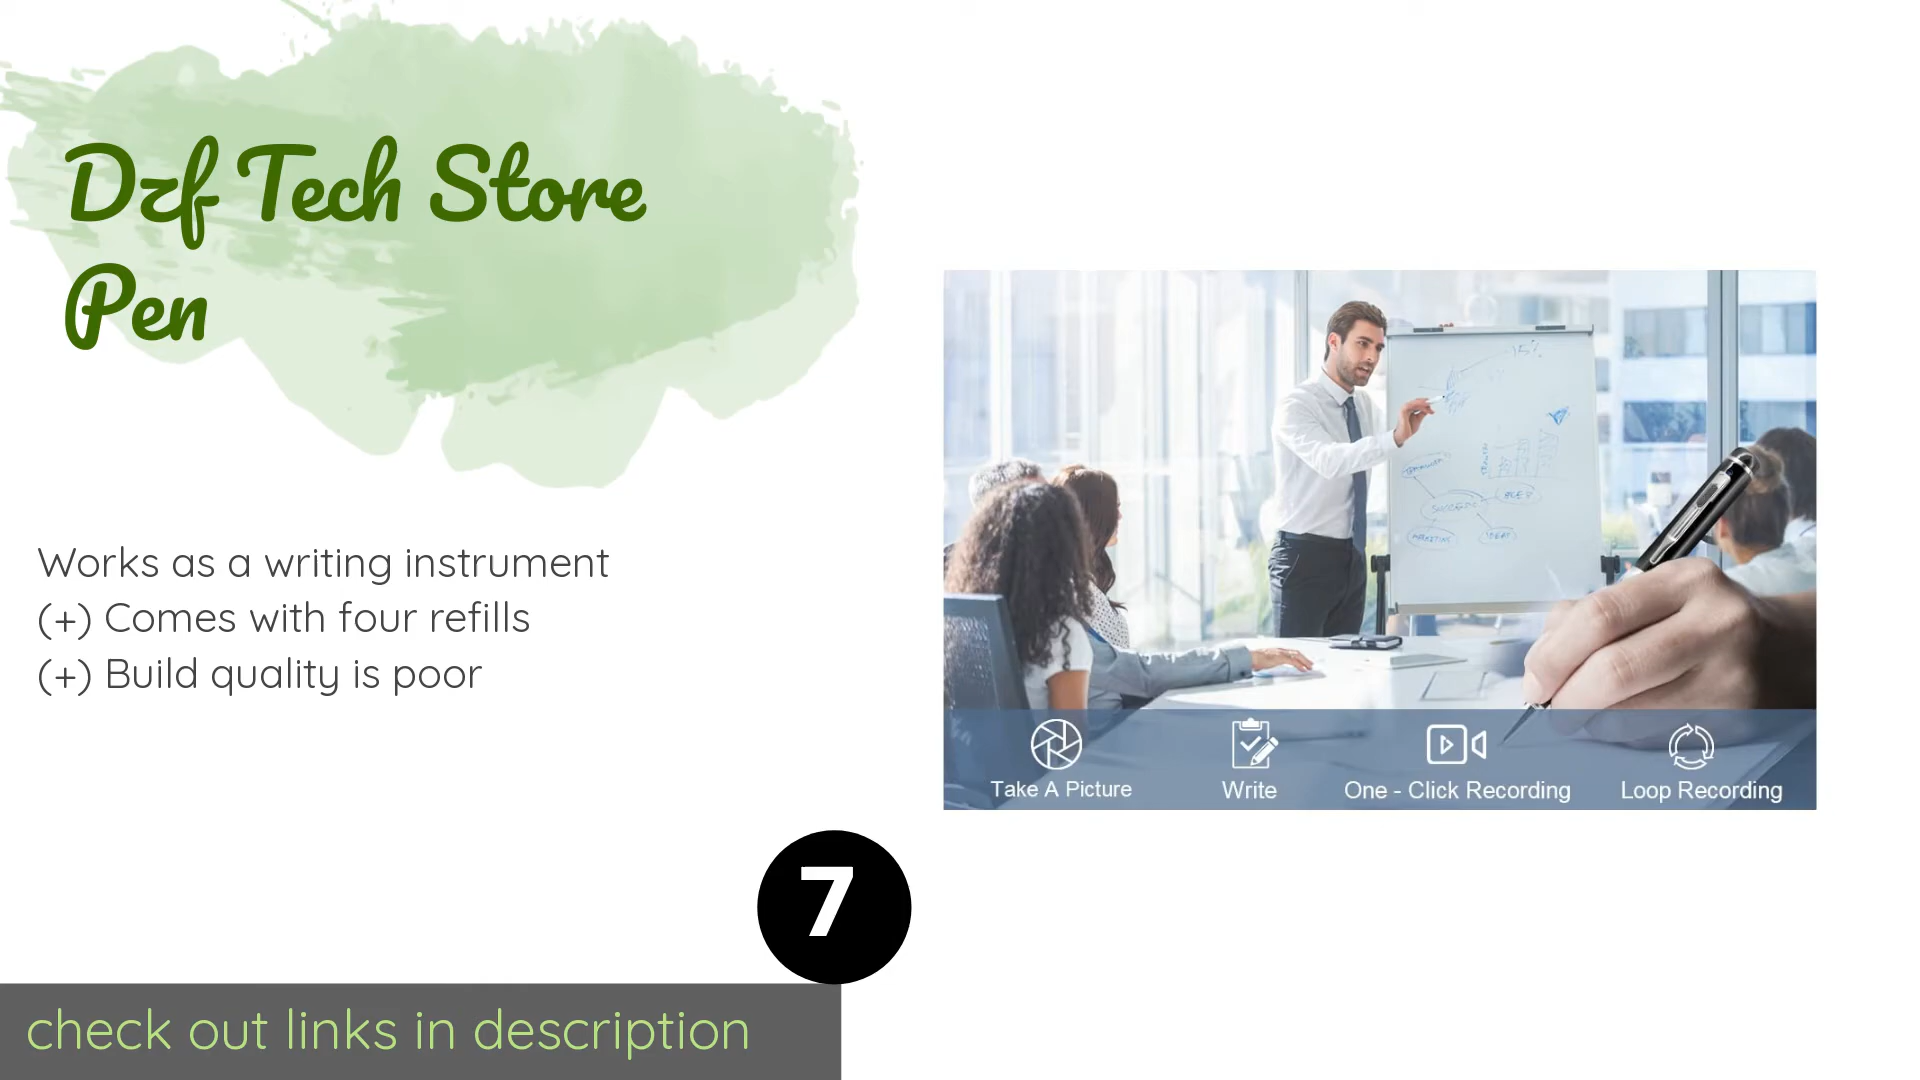 Dzf Tech Store
Pen
Works as a writing instrument
(+) Comes with four refills
(+) Build quality is poor
Take A Picture
Write
One - Click Recording
Loop Recording
7
check out links in description